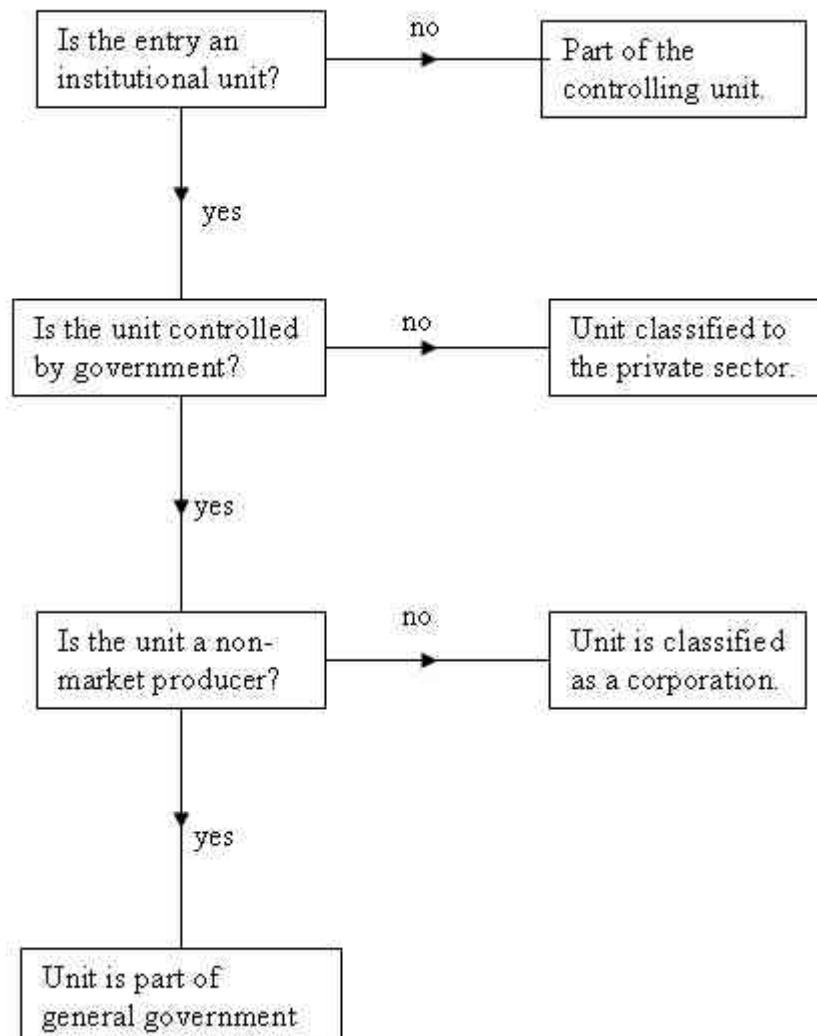 Is the entry an
institutional unit?
no
Part of the
controlling unit.
yes
Is the unit controlled
by government?
no
Unit classified to
the private sector.
yes
Is the unit a non-
market producer?
no
Unit is classified
as a corporation.
yes
Unit is part of
general government